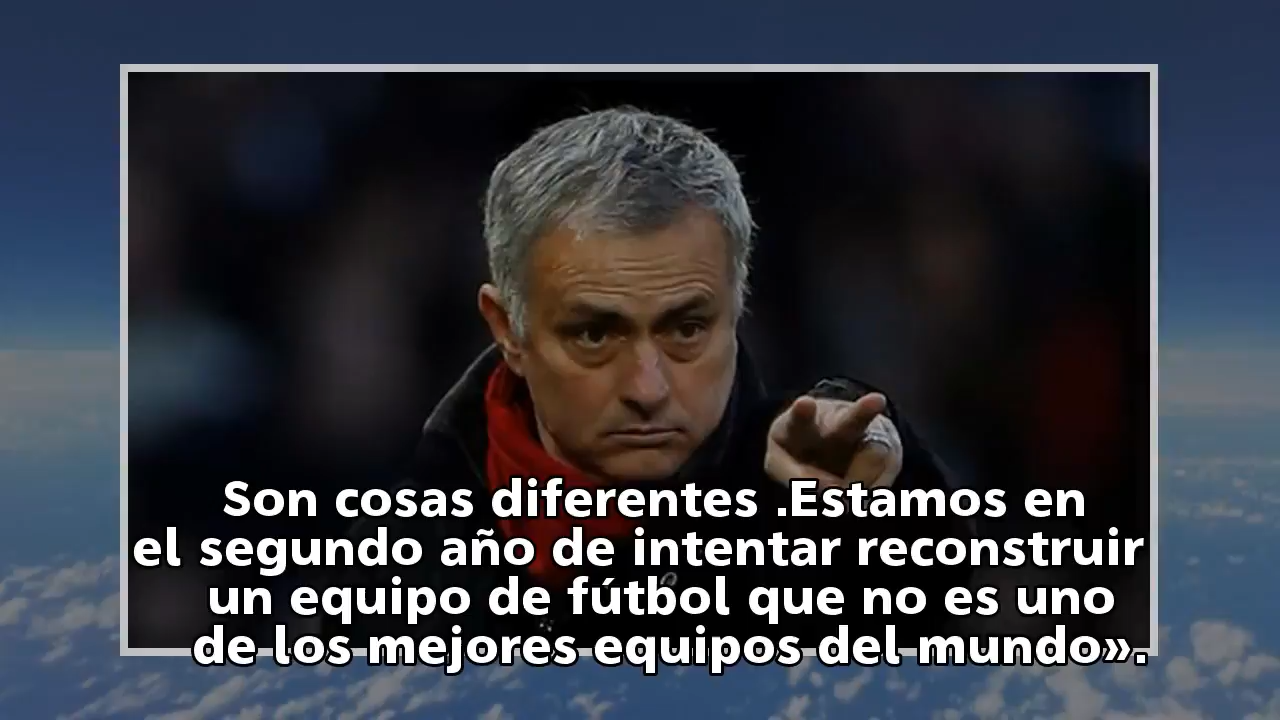 Son cosas diferentes .Estamos en
el segundo año de intentar reconstruir
un equipo de fútbol que no es uno
de los mejores equipos del mundo».